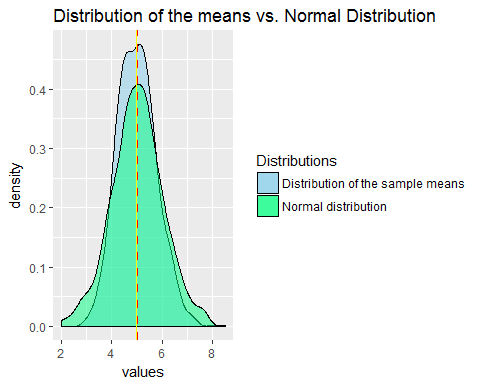 Distribution of the means vs. Normal Distribution
density
0.4
0.3
0.2
0.1
0.0
2 4 6 8
values
Distributions
Distribution of the sample means
Normal distribution